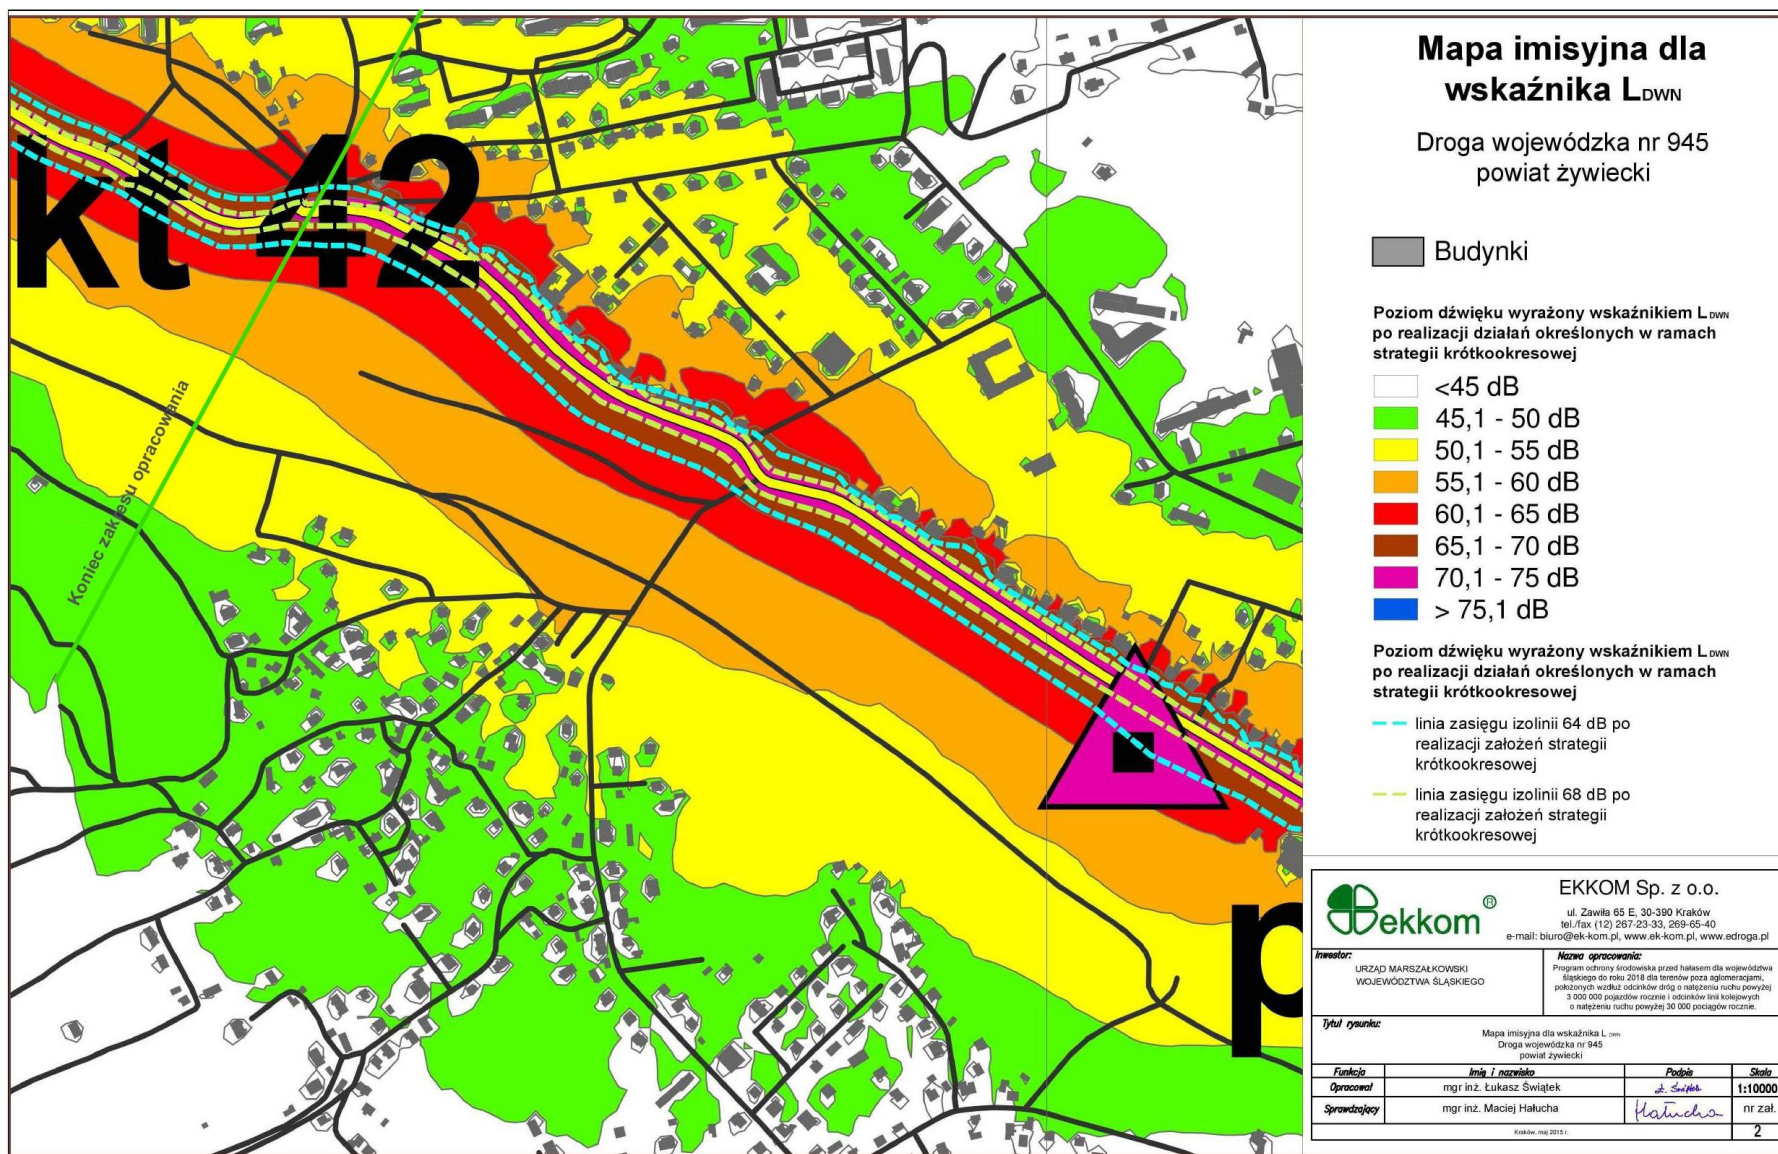 kt 42
Koniec zakresu opracowania
p
Mapa imisyjna dla
wskaźnika LDWN
Droga wojewódzka nr 945
powiat żywiecki
Budynki
Poziom dźwięku wyrażony wskaźnikiem LDWN
po realizacji działań określonych w ramach
strategii krótkookresowej
<45 dB
45,1 - 50 dB
50,1 - 55 dB
55,1 - 60 dB
60,1 - 65 dB
65,1 - 70 dB
70,1 - 75 dB
> 75,1 dB
Poziom dźwięku wyrażony wskaźnikiem LDWN
po realizacji działań określonych w ramach
strategii krótkookresowej
linia zasięgu izolinii 64 dB po
realizacji założeń strategii
krótkookresowej
linia zasięgu izolinii 68 dB po
realizacji założeń strategii
krótkookresowej
ekkom®
EKKOM Sp. z o.o.
ul. Zawiła 65 E, 30-390 Kraków
tel./fax (12) 267-23-33, 269-65-40
e-mail: biuro@ek-kom.pl, www.ek-kom.pl, www.edroga.pl
Inwestor:
URZĄD MARSZAŁKOWSKI
WOJEWÓDZTWA ŚLĄSKIEGO
Nazwa opracowania:
Program ochrony środowiska przed hałasem dla województwa
śląskiego do roku 2018 dla terenów poza aglomeracjami,
położonych wzdłuż odcinków dróg o natężeniu ruchu powyżej
3 000 000 pojazdów rocznie i odcinków linii kolejowych
o natężeniu ruchu powyżej 30 000 pociągów rocznie.
Tytuł rysunku:
Mapa imisyjna dla wskaźnika L DWN
Droga wojewódzka nr 945
powiat żywiecki
Funkcja Imię i nazwisko Podpis Skala
Opracował mgr inż. Łukasz Świątek Ł. Świątek 1:10000
Sprawdzający mgr inż. Maciej Hałucha Hałucha nr zał.
Kraków, maj 2015 r. 2